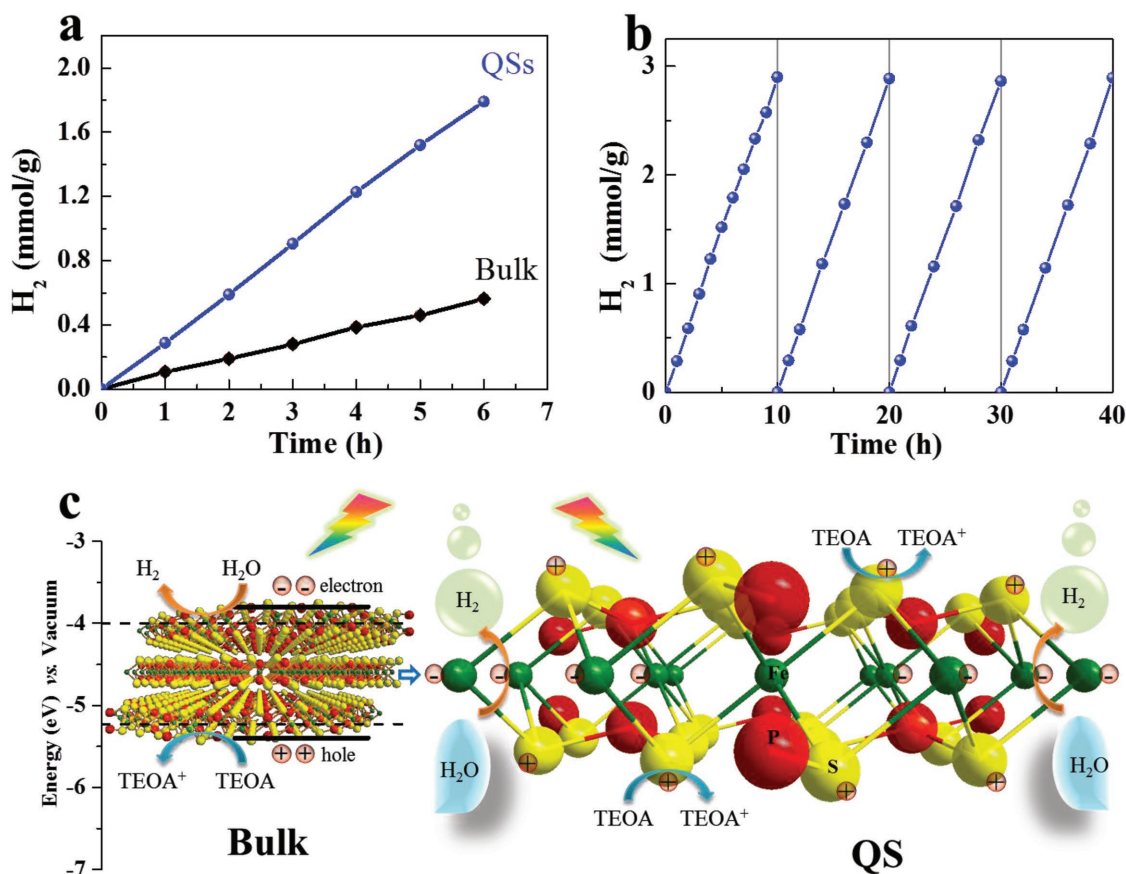 a
H2 (mmol/g)
2.0
1.6
1.2
0.8
0.4
0.0
QSs
Bulk
0 1 2 3 4 5 6 7
Time (h)
b
H2 (mmol/g)
3
2
1
0
0 10 20 30 40
Time (h)
c
Energy (eV) vs. Vacuum
-3
-4
-5
-6
-7
H2 H2O
- - electron
+ + hole
TEOA+ TEOA
Bulk
H2
H2O
TEOA TEOA+
Fe
P
S
TEOA TEOA+
H2
H2O
QS